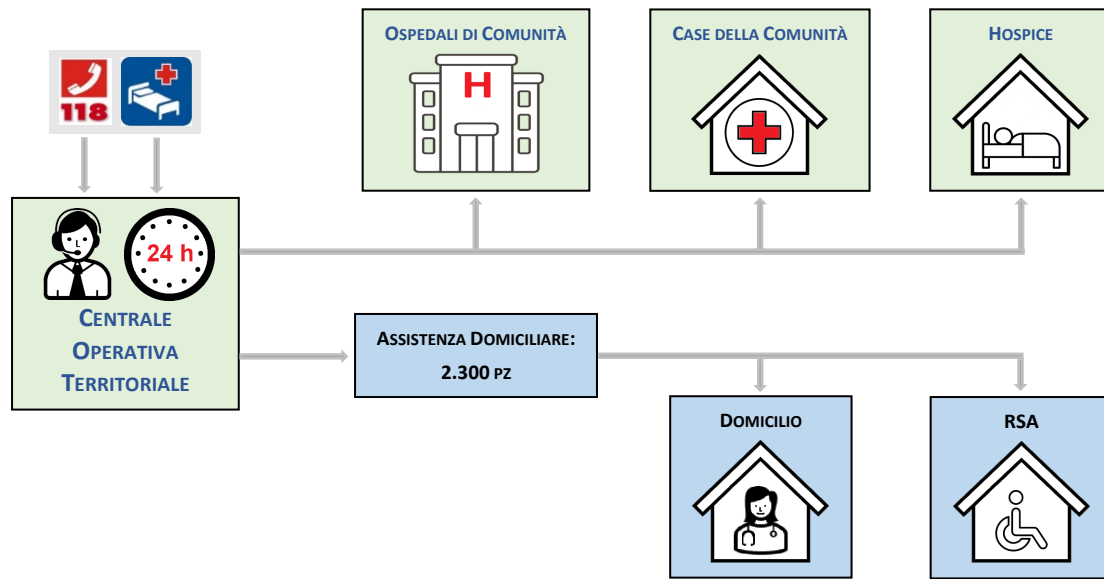 OSPEDALI DI COMUNITÀ
CASE DELLA COMUNITÀ
HOSPICE
H
118
24 h
CENTRALE
OPERATIVA
TERRITORIALE
ASSISTENZA DOMICILIARE:
2.300 PZ
DOMICILIO
RSA